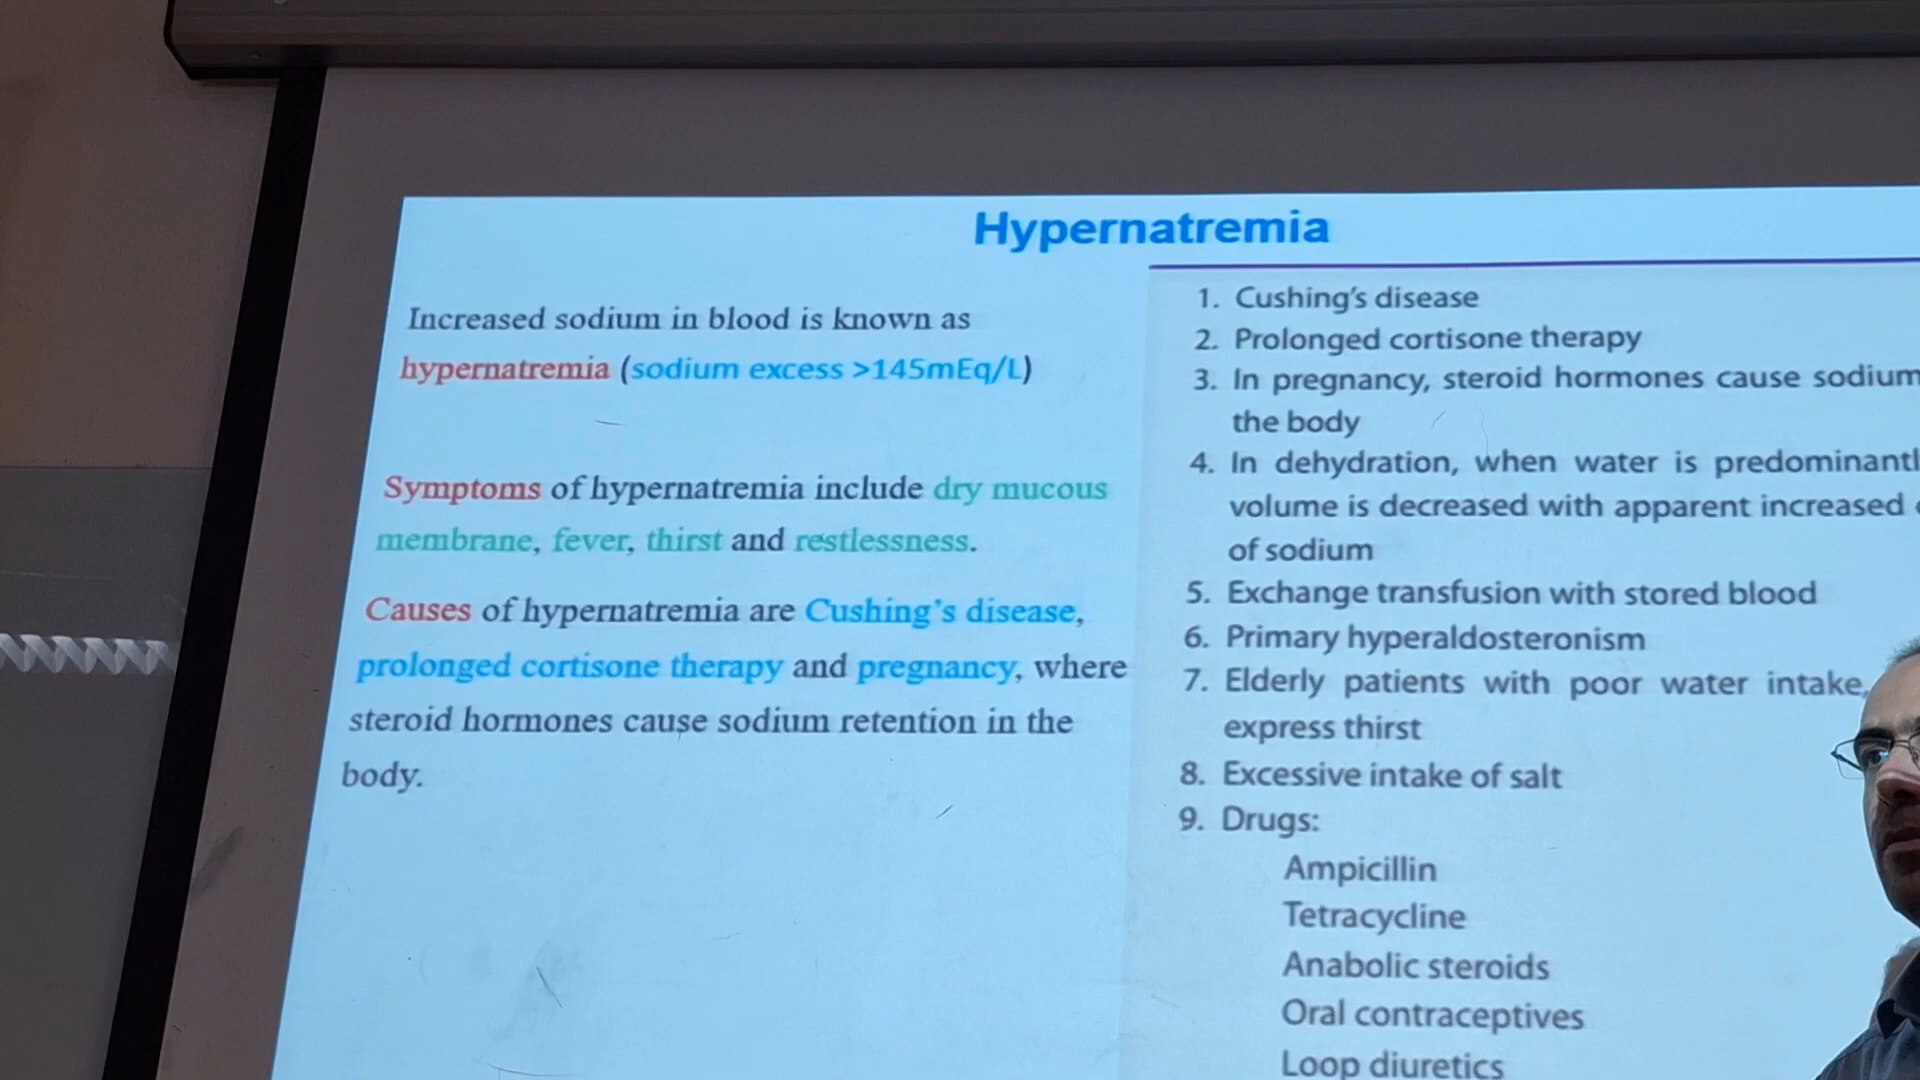 Hypernatremia
Increased sodium in blood is known as
hypernatremia (sodium excess >145mEq/L)
Symptoms of hypernatremia include dry mucous
membrane, fever, thirst and restlessness.
Causes of hypernatremia are Cushing's disease,
prolonged cortisone therapy and pregnancy, where
steroid hormones cause sodium retention in the
body.
1. Cushing's disease
2. Prolonged cortisone therapy
3. In pregnancy, steroid hormones cause sodium
the body
4. In dehydration, when water is
volume is decreased with apparent increased
of sodium
5. Exchange transfusion with stored blood
6. Primary hyperaldosteronism
7. Elderly patients with poor water intake,
express thirst
8. Excessive intake of salt
9. Drugs:
Ampicillin
Tetracycline
Anabolic steroids
Oral contraceptives
Loop diuretics